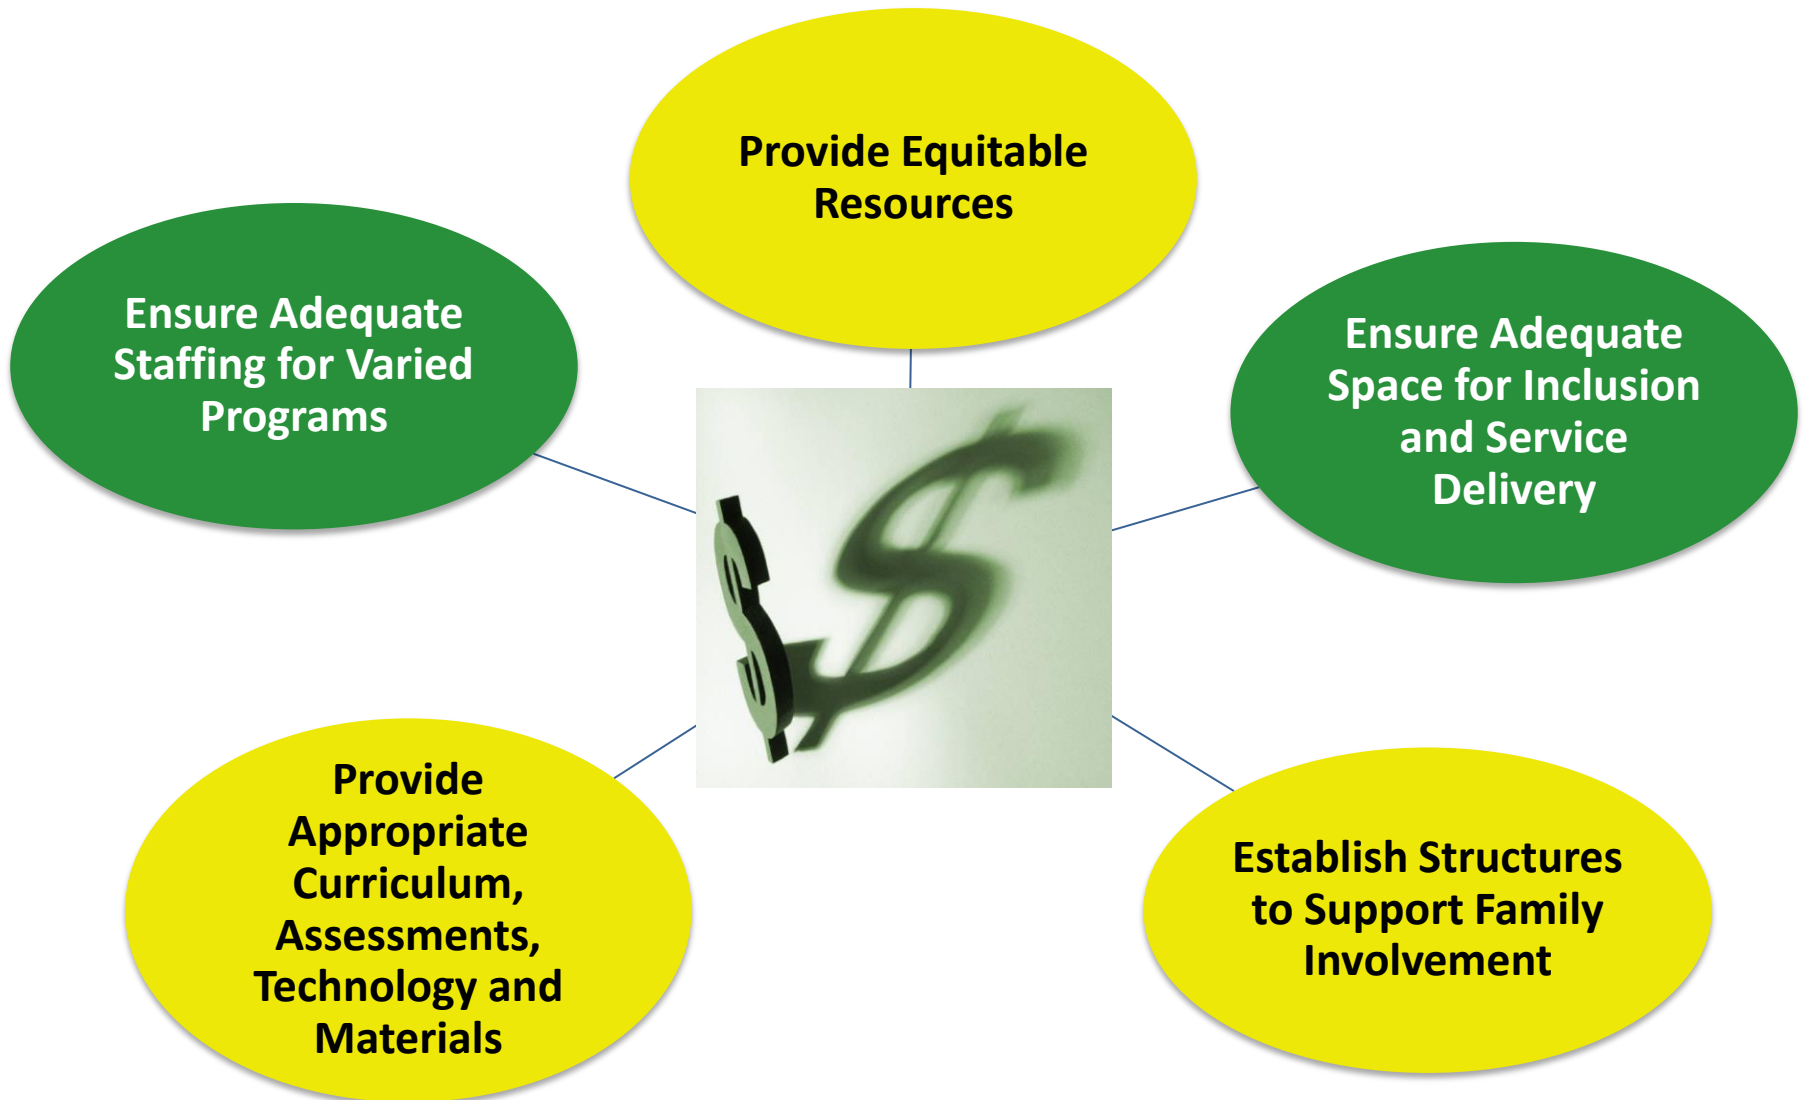 Provide Equitable
Resources
Ensure Adequate
Staffing for Varied
Programs
Ensure Adequate
Space for Inclusion
and Service
Delivery
Provide
Appropriate
Curriculum,
Assessments,
Technology and
Materials
Establish Structures
to Support Family
Involvement